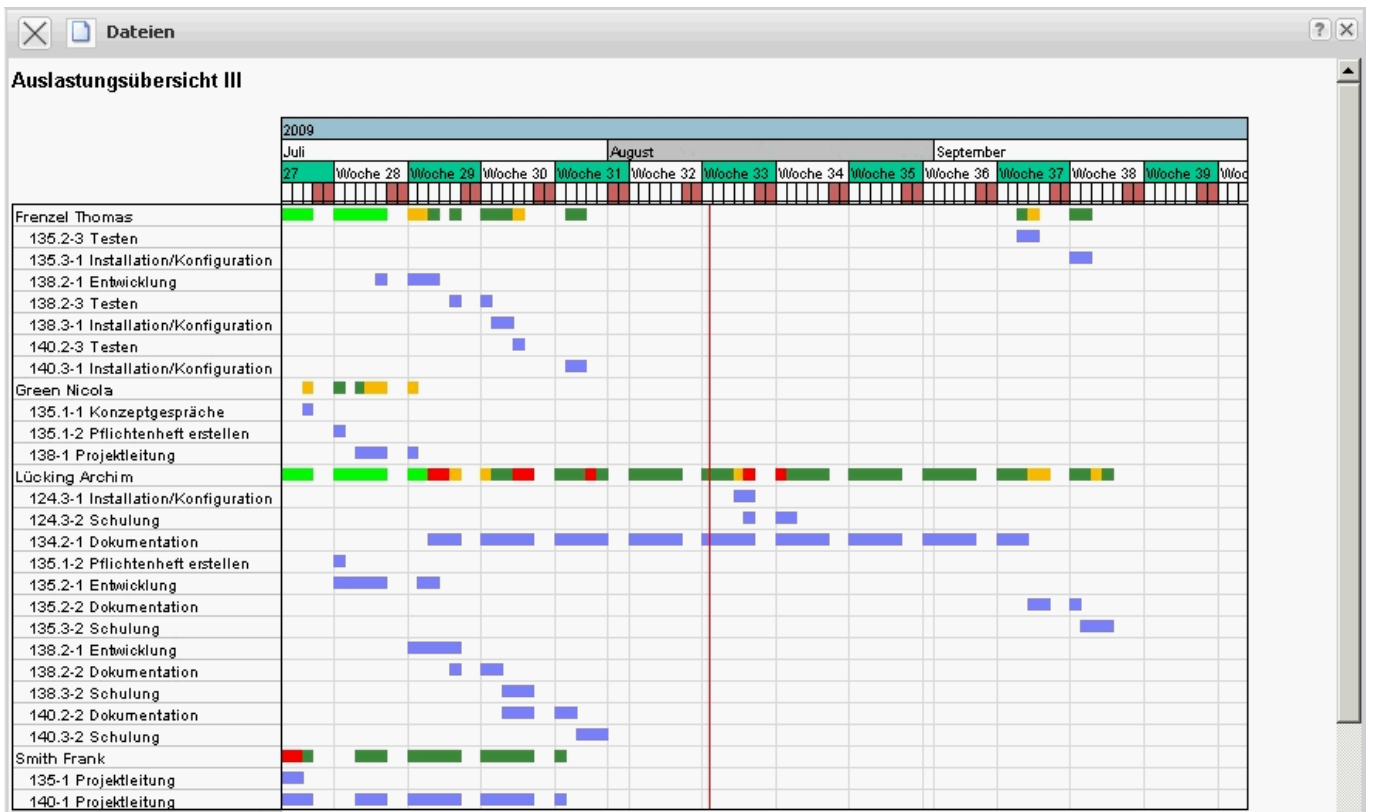 Dateien
?
Auslastungsübersicht III
2009
Juli August September
27 Woche 28 Woche 29 Woche 30 Woche 31 Woche 32 Woche 33 Woche 34 Woche 35 Woche 36 Woche 37 Woche 38 Woche 39 Woc
Frenzel Thomas
135.2-3 Testen
135.3-1 Installation/Konfiguration
138.2-1 Entwicklung
138.2-3 Testen
138.3-1 Installation/Konfiguration
140.2-3 Testen
140.3-1 Installation/Konfiguration
Green Nicola
135.1-1 Konzeptgespräche
135.1-2 Pflichtenheft erstellen
138-1 Projektleitung
Lücking Archim
124.3-1 Installation/Konfiguration
124.3-2 Schulung
134.2-1 Dokumentation
135.1-2 Pflichtenheft erstellen
135.2-1 Entwicklung
135.2-2 Dokumentation
135.3-2 Schulung
138.2-1 Entwicklung
138.2-2 Dokumentation
138.3-2 Schulung
140.2-2 Dokumentation
140.3-2 Schulung
Smith Frank
135-1 Projektleitung
140-1 Projektleitung